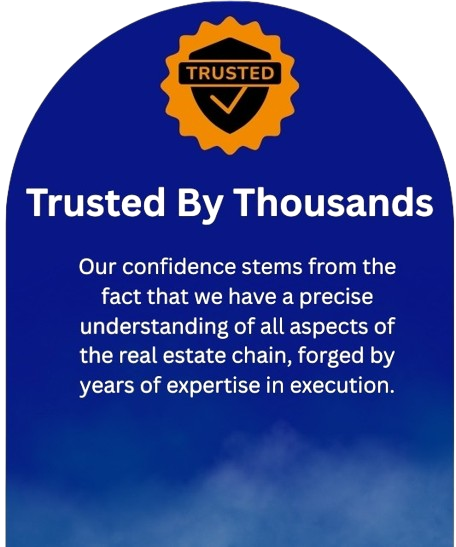 TRUSTED
Trusted By Thousands
Our confidence stems from the
fact that we have a precise
understanding of all aspects of
the real estate chain, forged by
years of expertise in execution.